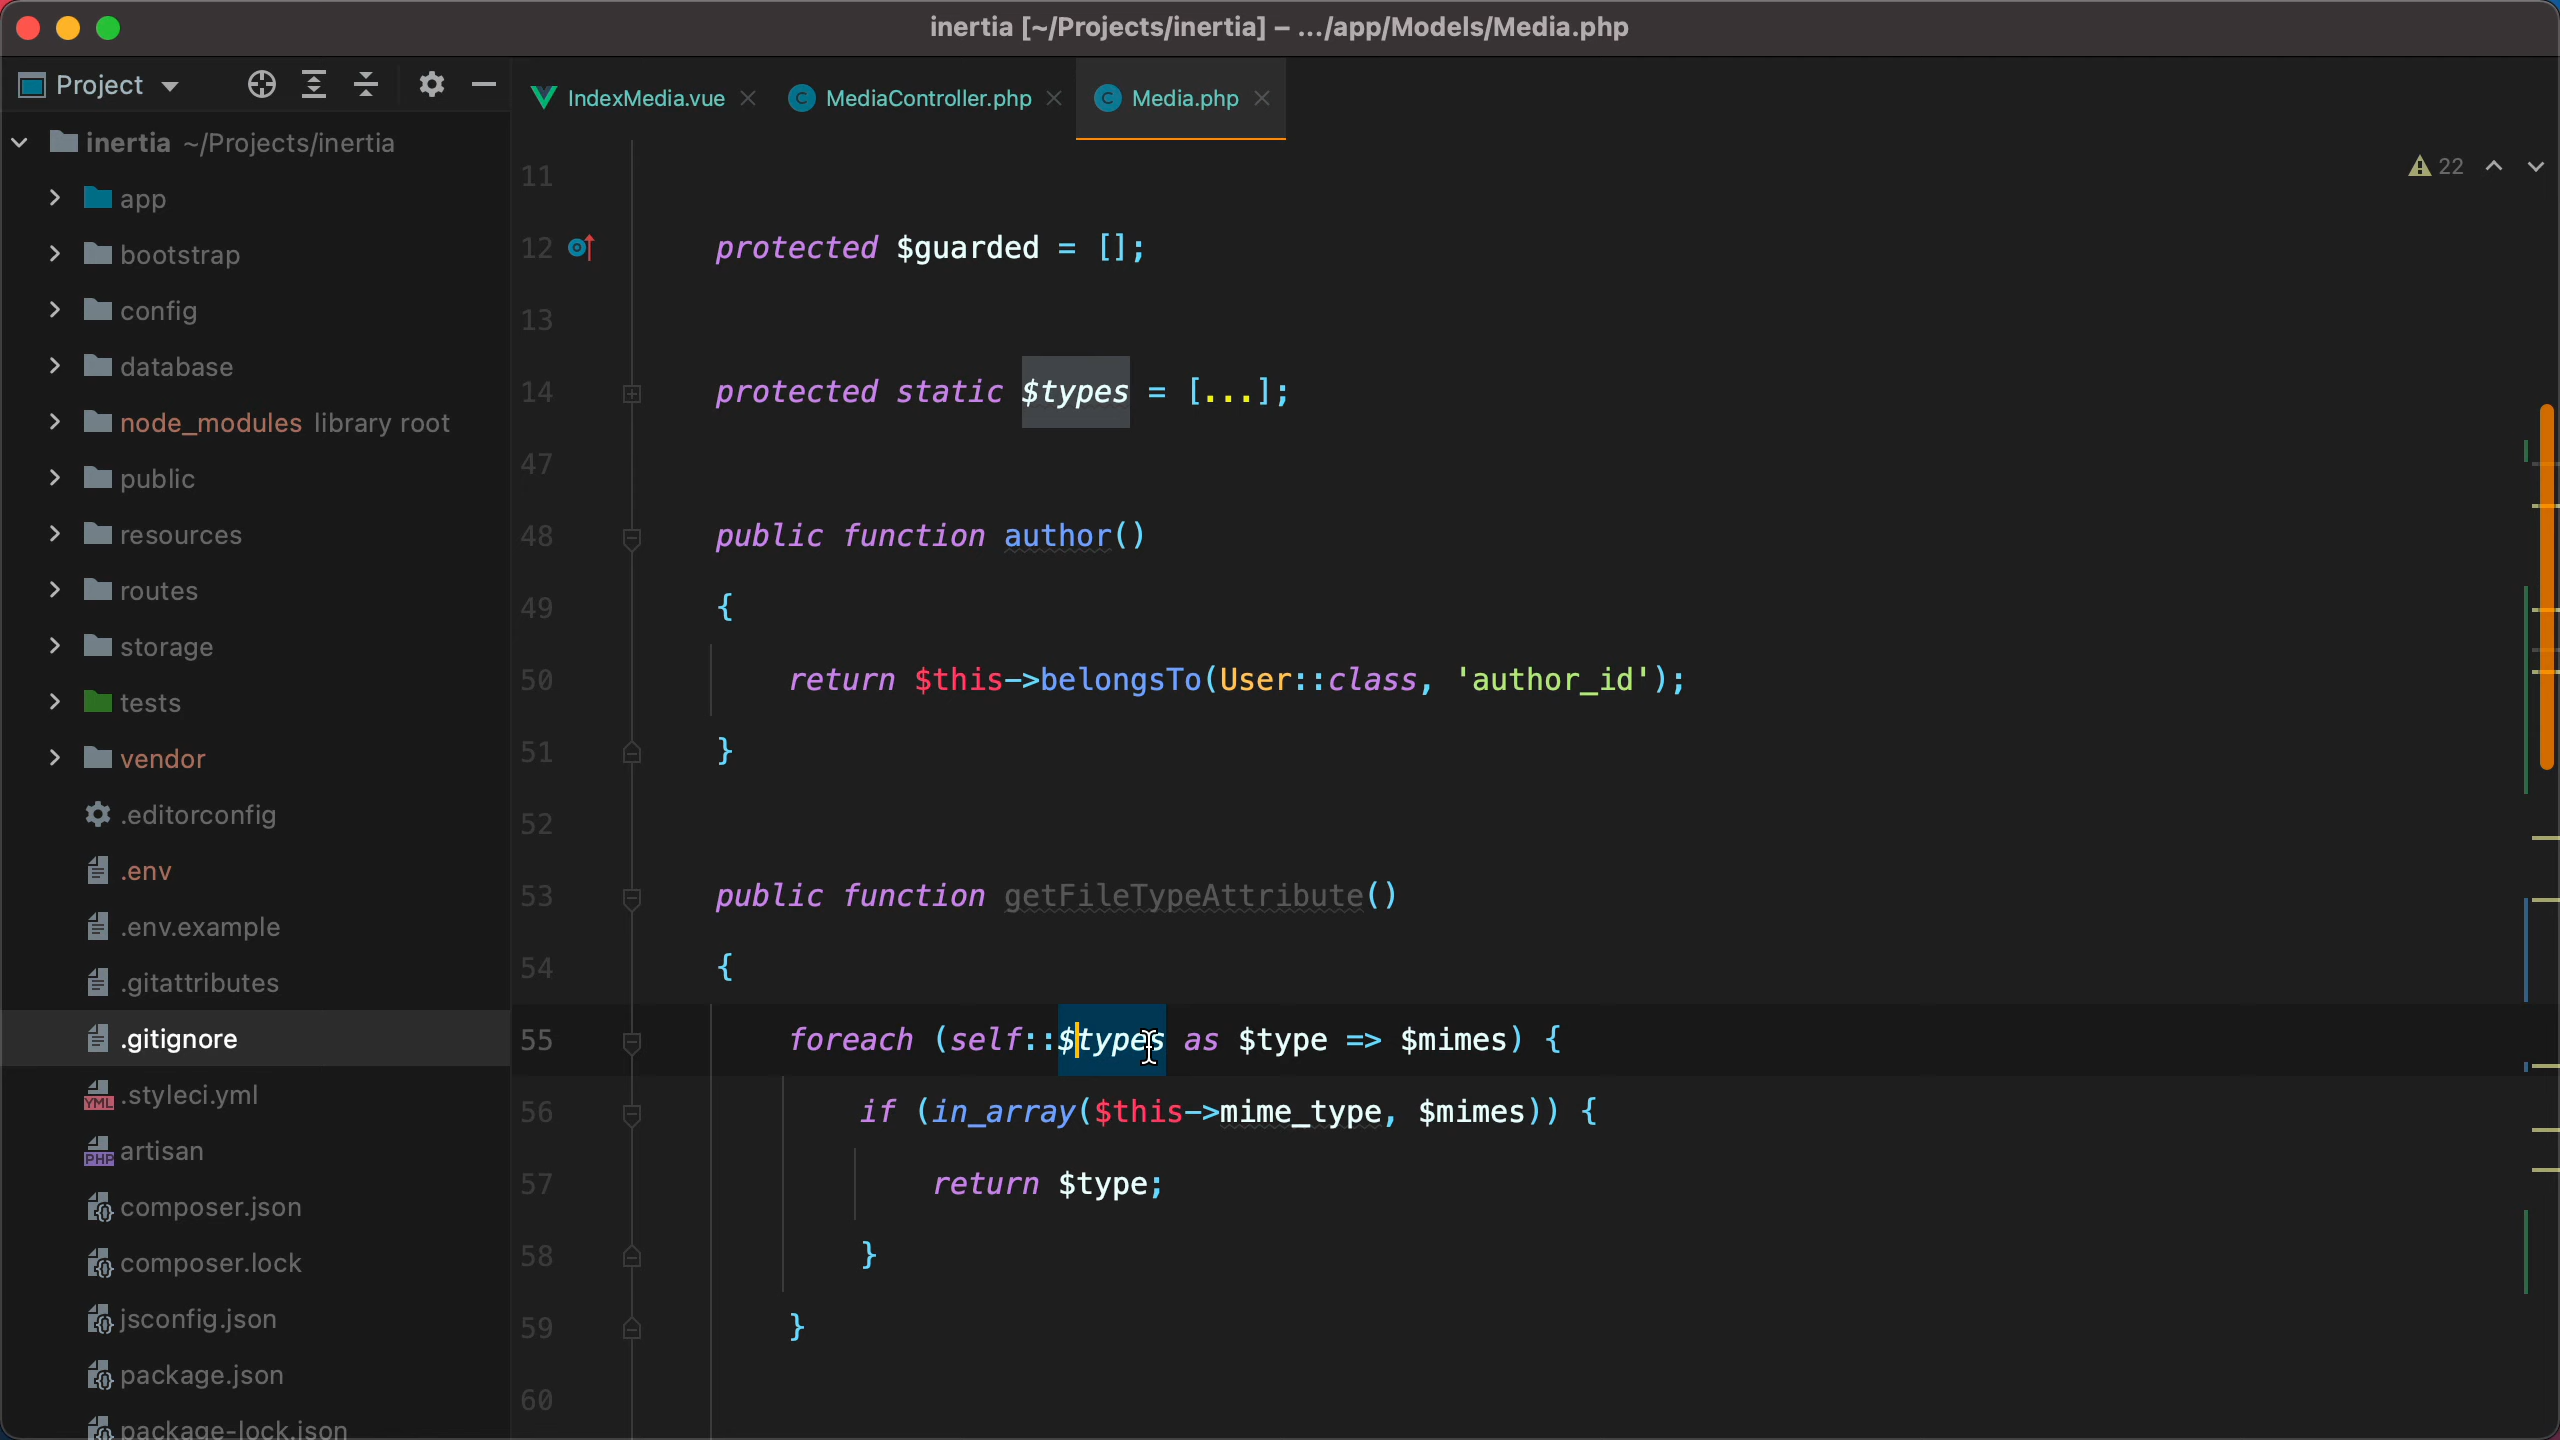 inertia [~/Projects/inertia] – .../app/Models/Media.php
Project
IndexMedia.vue
MediaController.php
Media.php
inertia ~/Projects/inertia
app
bootstrap
config
database
node_modules library root
public
resources
routes
storage
tests
vendor
.editorconfig
.env
.env.example
.gitattributes
.gitignore
.styleci.yml
artisan
composer.json
composer.lock
jsconfig.json
package.json
package-lock.json
22
11
12 protected $guarded = [];
13
14 protected static $types = [...];
47
48 public function author()
49 {
50 return $this->belongsTo(User::class, 'author_id');
51 }
52
53 public function getFileTypeAttribute()
54 {
55 foreach (self::$types as $type => $mimes) {
56 if (in_array($this->mime_type, $mimes)) {
57 return $type;
58 }
59 }
60